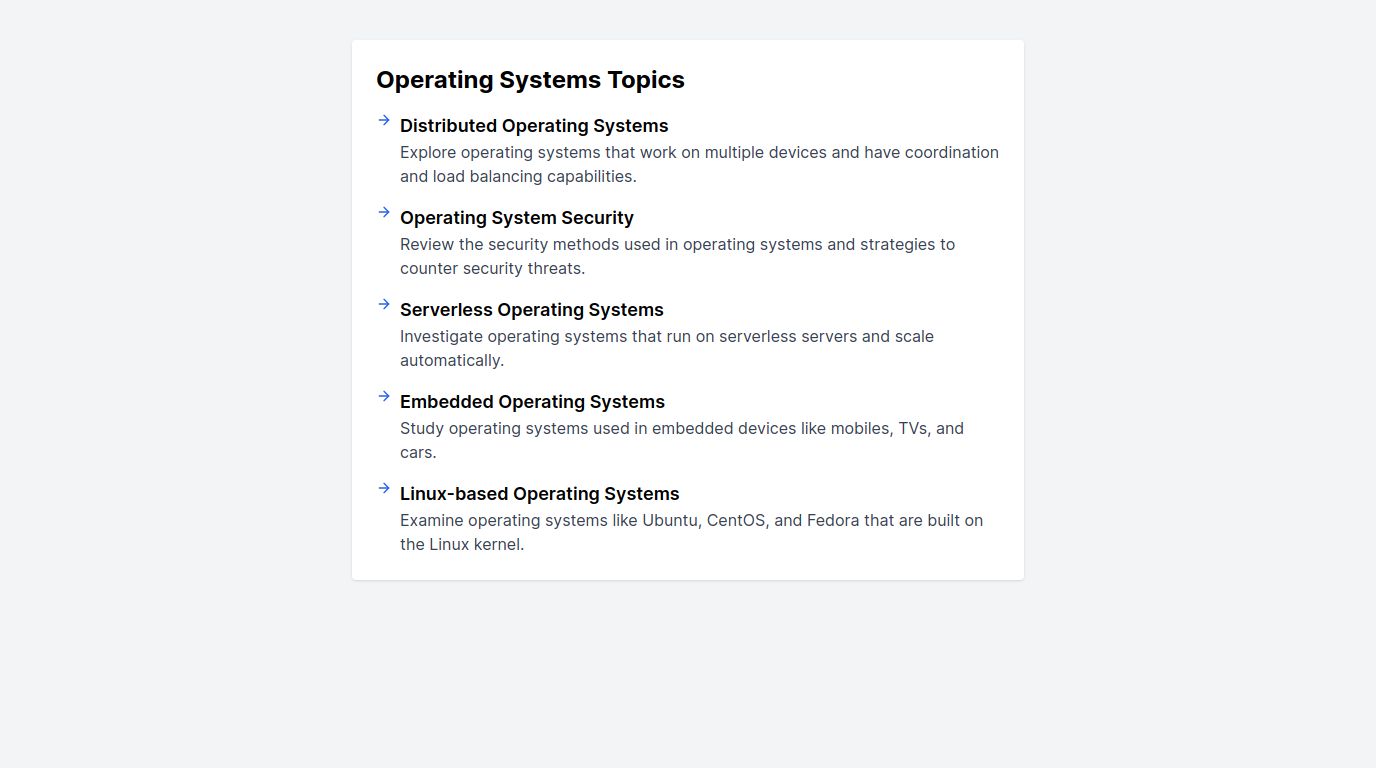 Operating Systems Topics
Distributed Operating Systems
Explore operating systems that work on multiple devices and have coordination
and load balancing capabilities.
Operating System Security
Review the security methods used in operating systems and strategies to
counter security threats.
Serverless Operating Systems
Investigate operating systems that run on serverless servers and scale
automatically.
Embedded Operating Systems
Study operating systems used in embedded devices like mobiles, TVs, and
cars.
Linux-based Operating Systems
Examine operating systems like Ubuntu, CentOS, and Fedora that are built on
the Linux kernel.